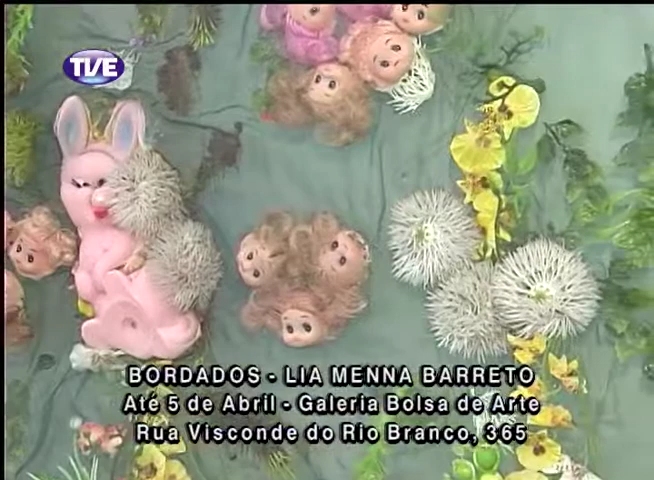 TVE
BORDADOS - LIA MENNA BARRETO
Até 5 de Abril - Galeria Bolsa de Arte
Rua Visconde do Rio Branco, 365